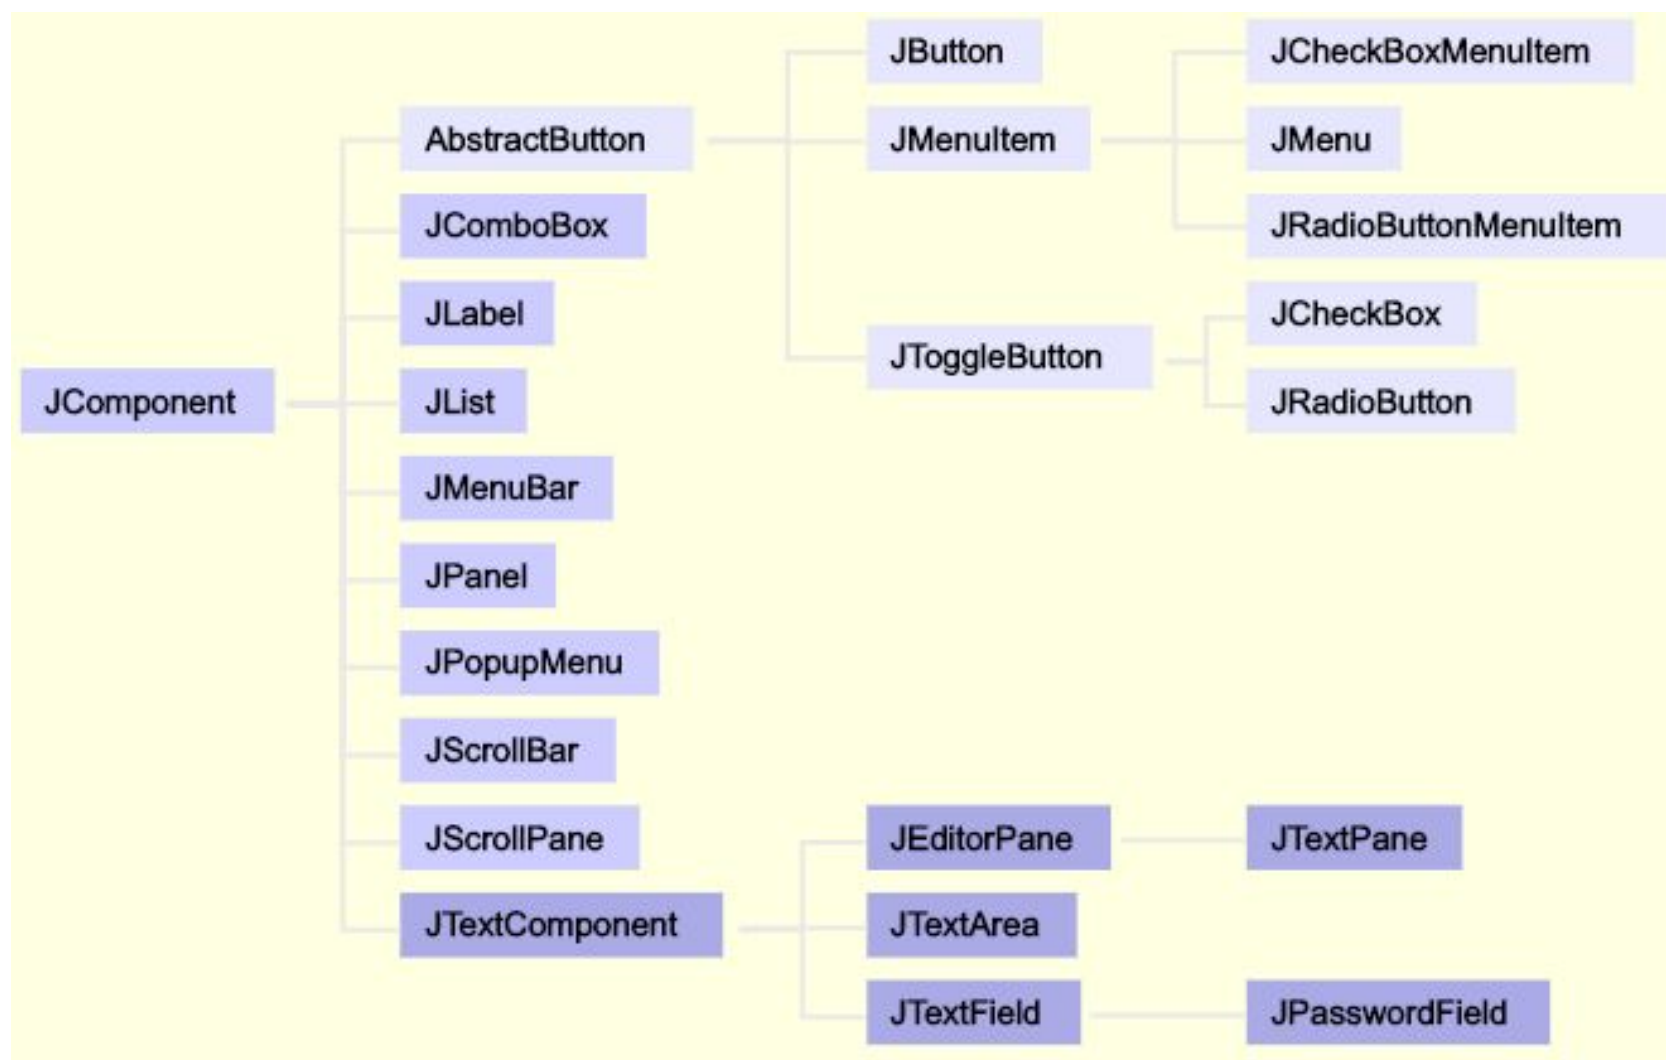 JButton
JCheckBoxMenuItem
AbstractButton
JMenuItem
JMenu
JComboBox
JRadioButtonMenuItem
JLabel
JCheckBox
JToggleButton
JComponent
JList
JRadioButton
JMenuBar
JPanel
JPopupMenu
JScrollBar
JScrollPane
JEditorPane
JTextPane
JTextComponent
JTextArea
JTextField
JPasswordField